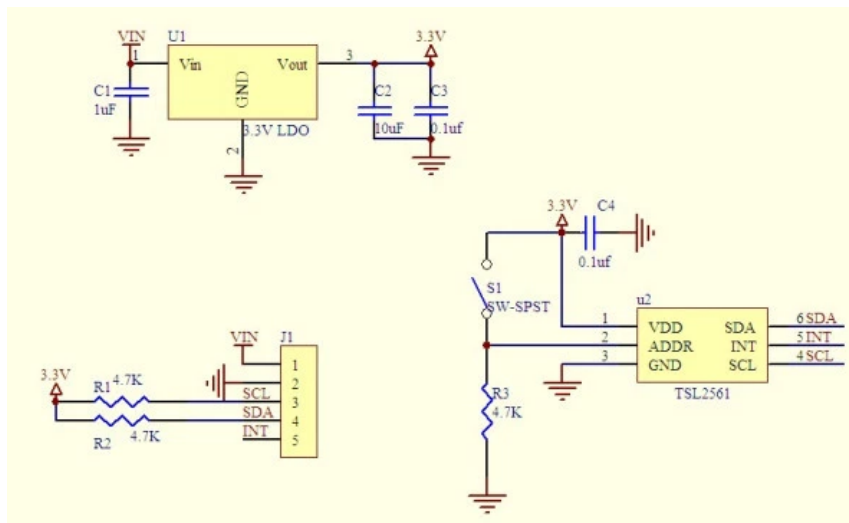 VIN
U1
1
Vin
Vout
3
3.3V
C1
1uF
GND
C2
C3
10uF
0.1uf
3.3V LDO
2
3.3V
C4
0.1uf
S1
SW-SPST
u2
1
VDD
SDA
6
SDA
2
ADDR
INT
5
INT
3
GND
SCL
4
SCL
TSL2561
R3
4.7K
VIN
J1
1
2
3.3V
R1
4.7K
SCL
3
SDA
4
R2
4.7K
INT
5